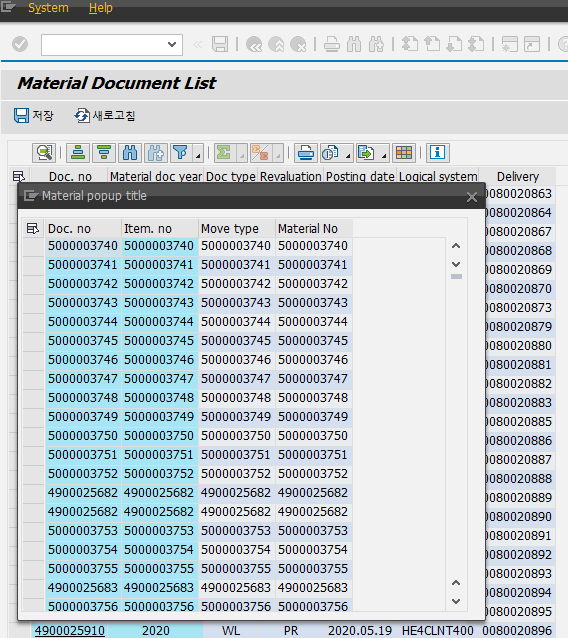 System Help
Material Document List
저장 새로고침
Doc. no Material doc year Doc type Revaluation Posting date Logical system Delivery
Material popup title
0080020863
Doc. no Item. no Move type Material No
0080020864
0080020867
5000003740 5000003740 5000003740 5000003740 0080020868
5000003741 5000003741 5000003741 5000003741 0080020869
5000003742 5000003742 5000003742 5000003742 0080020870
5000003743 5000003743 5000003743 5000003743 0080020873
5000003744 5000003744 5000003744 5000003744 0080020879
5000003745 5000003745 5000003745 5000003745 0080020880
5000003746 5000003746 5000003746 5000003746 0080020881
5000003747 5000003747 5000003747 5000003747 0080020882
5000003748 5000003748 5000003748 5000003748 0080020883
5000003749 5000003749 5000003749 5000003749 0080020885
5000003750 5000003750 5000003750 5000003750 0080020886
5000003751 5000003751 5000003751 5000003751 0080020887
5000003752 5000003752 5000003752 5000003752 0080020888
4900025682 4900025682 4900025682 4900025682 0080020889
4900025682 4900025682 4900025682 4900025682 0080020890
5000003753 5000003753 5000003753 5000003753 0080020891
5000003754 5000003754 5000003754 5000003754 0080020892
5000003755 5000003755 5000003755 5000003755 0080020893
4900025683 4900025683 4900025683 4900025683 0080020894
5000003756 5000003756 5000003756 5000003756 0080020895
4900025910 2020 WL PR 2020.05.19 HE4CLNT400 0080020896